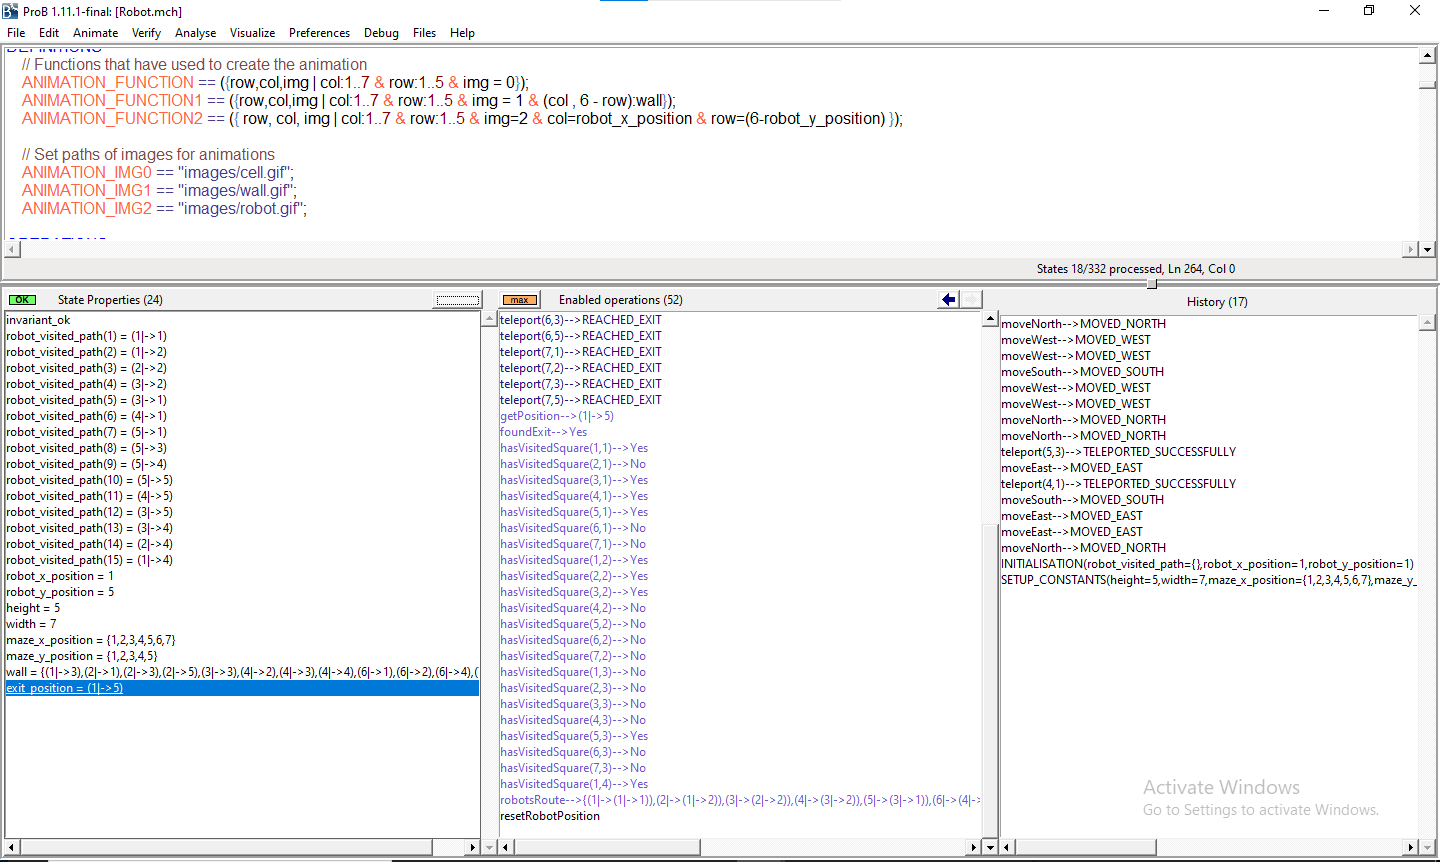 ProB 1.11.1-final: [Robot.mch]
File Edit Animate Verify Analyse Visualize Preferences Debug Files Help
DEFINITIONS
// Functions that have used to create the animation
ANIMATION_FUNCTION == ({row,col,img | col:1..7 & row:1..5 & img = 0});
ANIMATION_FUNCTION1 == ({row,col,img | col:1..7 & row:1..5 & img = 1 & (col , 6 - row):wall});
ANIMATION_FUNCTION2 == ({ row, col, img | col:1..7 & row:1..5 & img=2 & col=robot_x_position & row=(6-robot_y_position) });
// Set paths of images for animations
ANIMATION_IMG0 == "images/cell.gif";
ANIMATION_IMG1 == "images/wall.gif";
ANIMATION_IMG2 == "images/robot.gif";
States 18/332 processed, Ln 264, Col 0
OK State Properties (24)
invariant_ok
robot_visited_path(1) = (1|->1)
robot_visited_path(2) = (1|->2)
robot_visited_path(3) = (2|->2)
robot_visited_path(4) = (3|->2)
robot_visited_path(5) = (3|->1)
robot_visited_path(6) = (4|->1)
robot_visited_path(7) = (5|->1)
robot_visited_path(8) = (5|->3)
robot_visited_path(9) = (5|->4)
robot_visited_path(10) = (5|->5)
robot_visited_path(11) = (4|->5)
robot_visited_path(12) = (3|->5)
robot_visited_path(13) = (3|->4)
robot_visited_path(14) = (2|->4)
robot_visited_path(15) = (1|->4)
robot_x_position = 1
robot_y_position = 5
height = 5
width = 7
maze_x_position = {1,2,3,4,5,6,7}
maze_y_position = {1,2,3,4,5}
wall = {(1|->3),(2|->1),(2|->3),(2|->5),(3|->3),(4|->2),(4|->3),(4|->4),(6|->1),(6|->2),(6|->4),(
exit_position = (1|->5)
max Enabled operations (52)
teleport(6,3)-->REACHED_EXIT
teleport(6,5)-->REACHED_EXIT
teleport(7,1)-->REACHED_EXIT
teleport(7,2)-->REACHED_EXIT
teleport(7,3)-->REACHED_EXIT
teleport(7,5)-->REACHED_EXIT
getPosition-->(1|->5)
foundExit-->Yes
hasVisitedSquare(1,1)-->Yes
hasVisitedSquare(2,1)-->No
hasVisitedSquare(3,1)-->Yes
hasVisitedSquare(4,1)-->Yes
hasVisitedSquare(5,1)-->Yes
hasVisitedSquare(6,1)-->No
hasVisitedSquare(7,1)-->No
hasVisitedSquare(1,2)-->Yes
hasVisitedSquare(2,2)-->Yes
hasVisitedSquare(3,2)-->Yes
hasVisitedSquare(4,2)-->No
hasVisitedSquare(5,2)-->No
hasVisitedSquare(6,2)-->No
hasVisitedSquare(7,2)-->No
hasVisitedSquare(1,3)-->No
hasVisitedSquare(2,3)-->No
hasVisitedSquare(3,3)-->No
hasVisitedSquare(4,3)-->No
hasVisitedSquare(5,3)-->Yes
hasVisitedSquare(6,3)-->No
hasVisitedSquare(7,3)-->No
hasVisitedSquare(1,4)-->Yes
robotsRoute-->{(1|->(1|->1)),(2|->(1|->2)),(3|->(2|->2)),(4|->(3|->2)),(5|->(3|->1)),(6|->(4|->
resetRobotPosition
History (17)
moveNorth-->MOVED_NORTH
moveWest-->MOVED_WEST
moveWest-->MOVED_WEST
moveSouth-->MOVED_SOUTH
moveWest-->MOVED_WEST
moveWest-->MOVED_WEST
moveNorth-->MOVED_NORTH
moveNorth-->MOVED_NORTH
teleport(5,3)-->TELEPORTED_SUCCESSFULLY
moveEast-->MOVED_EAST
teleport(4,1)-->TELEPORTED_SUCCESSFULLY
moveSouth-->MOVED_SOUTH
moveEast-->MOVED_EAST
moveEast-->MOVED_EAST
moveNorth-->MOVED_NORTH
INITIALISATION(robot_visited_path={},robot_x_position=1,robot_y_position=1)
SETUP_CONSTANTS(height=5,width=7,maze_x_position={1,2,3,4,5,6,7},maze_y_
Activate Windows
Go to Settings to activate Windows.